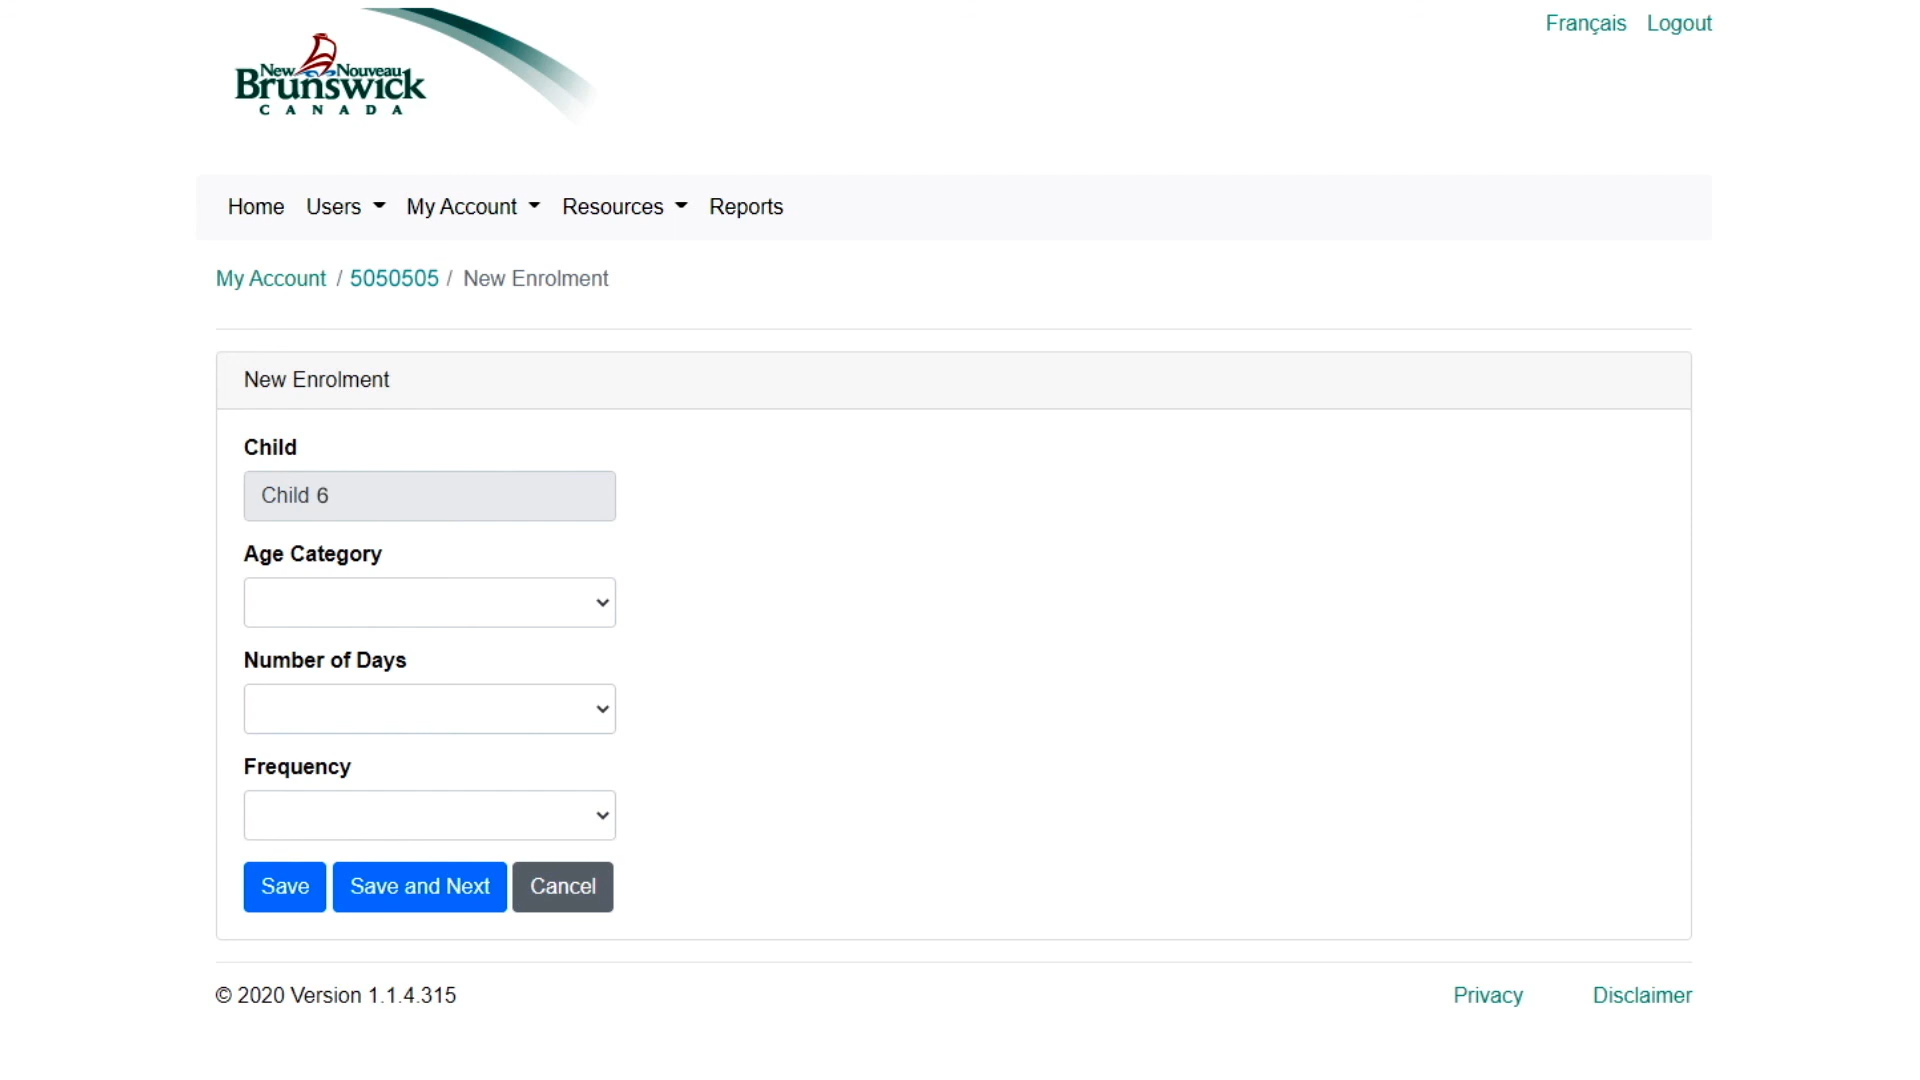 Français Logout
New Nouveau
Brunswick
CANADA
Home Users My Account Resources Reports
My Account / 5050505 / New Enrolment
New Enrolment
Child
Child 6
Age Category
Number of Days
Frequency
Save Save and Next Cancel
© 2020 Version 1.1.4.315 Privacy Disclaimer